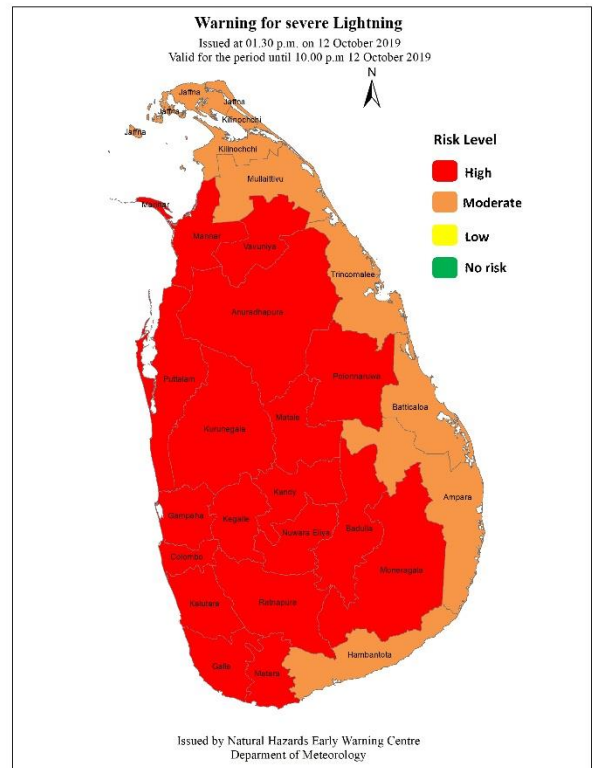 Warning for severe Lightning
Issued at 01.30 p.m. on 12 October 2019
Valid for the period until 10.00 p.m 12 October 2019
N
Risk Level
High
Moderate
Low
No risk
Jaffna
Jaffna
Jaffna
Kilinochchi
Jaffna
Kilinochchi
Mullaittivu
Mannar
Mannar
Vavuniya
Trincomalee
Anuradhapura
Polonnaruwa
Puttalam
Batticaloa
Matale
Kurunegala
Kandy
Ampara
Gampaha
Kegalle
Nuwara Eliya
Badulla
Colombo
Moneragala
Kalutara
Ratnapura
Hambantota
Galle
Matara
Issued by Natural Hazards Early Warning Centre
Deparment of Meteorology